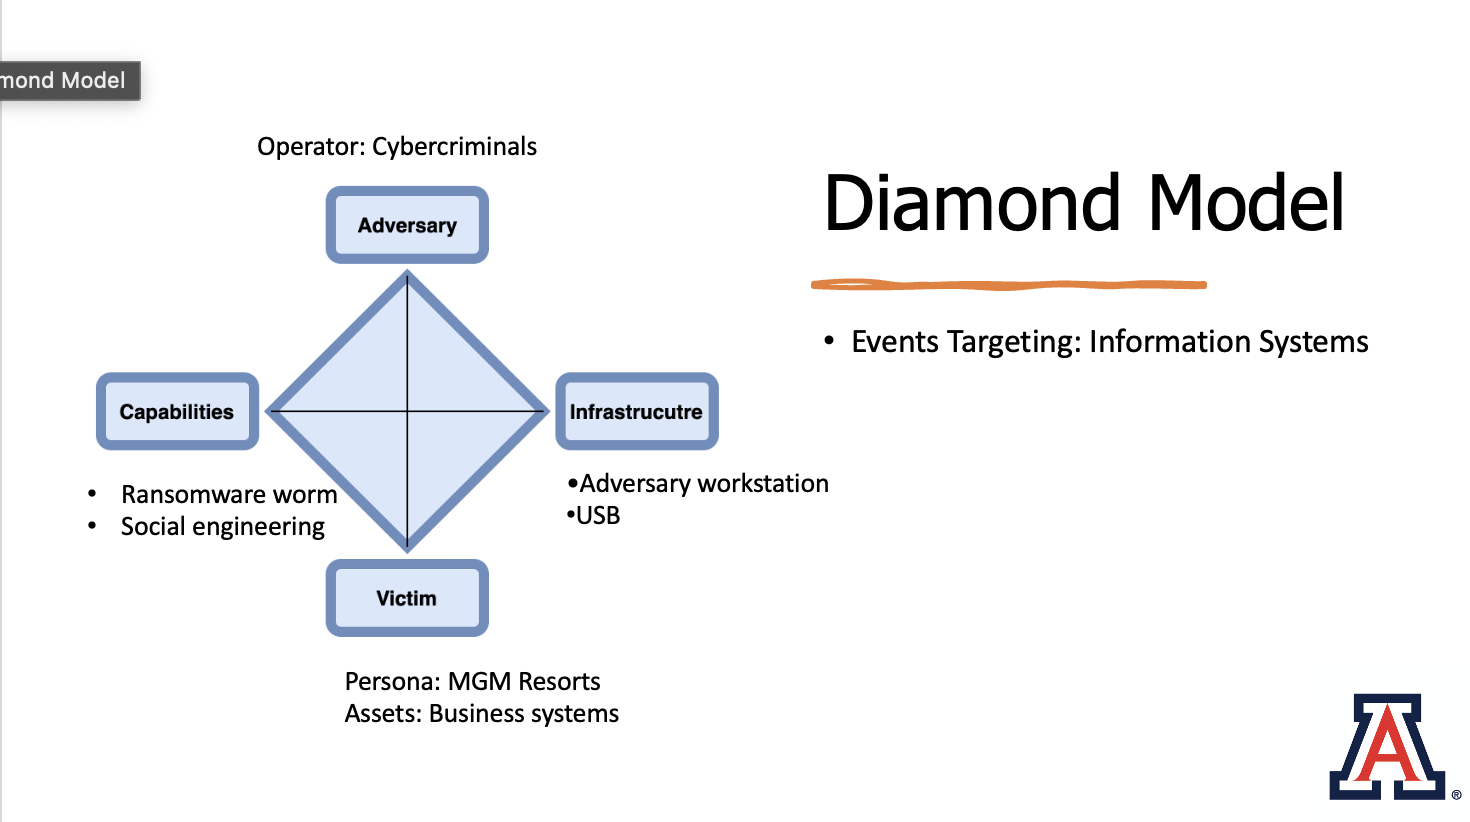 mond Model
Operator: Cybercriminals
Adversary
Diamond Model
• Events Targeting: Information Systems
Capabilities
Infrastrucutre
• Ransomware worm
• Social engineering
•Adversary workstation
•USB
Victim
Persona: MGM Resorts
Assets: Business systems
A
®